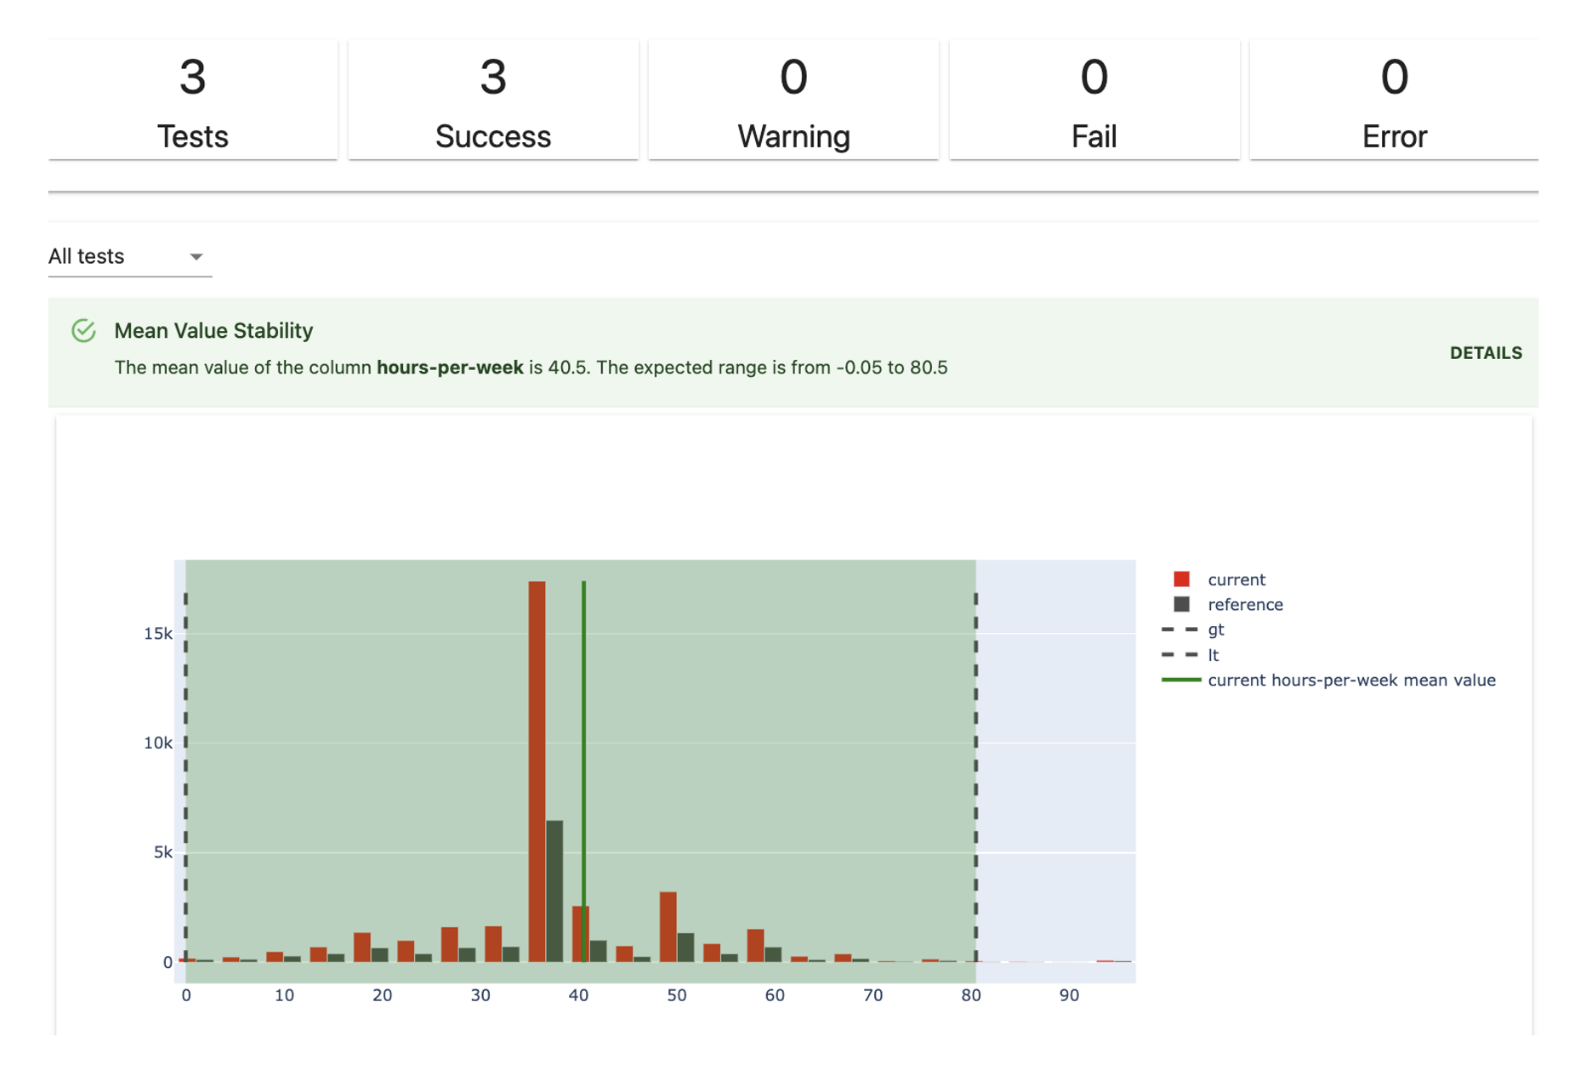 3 3 0 0 0
Tests Success Warning Fail Error
All tests
Mean Value Stability
The mean value of the column hours-per-week is 40.5. The expected range is from -0.05 to 80.5
DETAILS
current
reference
gt
lt
current hours-per-week mean value
15k
10k
5k
0
0 10 20 30 40 50 60 70 80 90